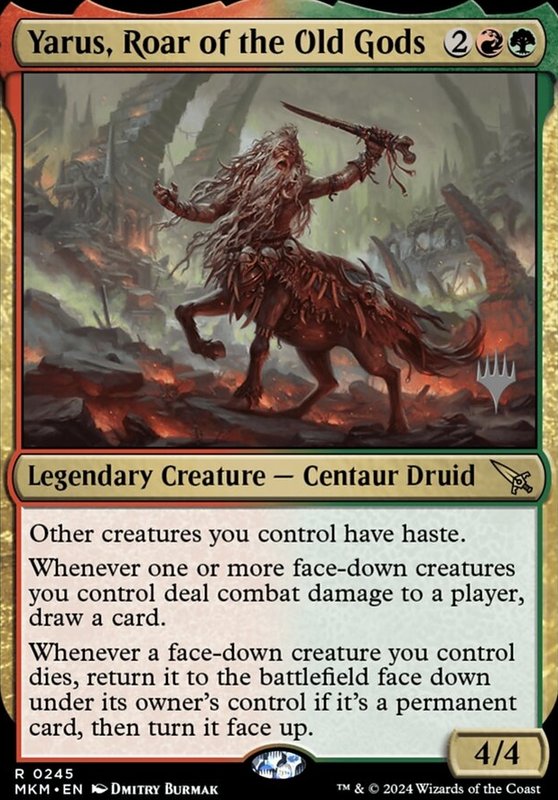 Yarus, Roar of the Old Gods 2
Legendary Creature — Centaur Druid
Other creatures you control have haste.
Whenever one or more face-down creatures
you control deal combat damage to a player,
draw a card.
Whenever a face-down creature you control
dies, return it to the battlefield face down
under its owner's control if it's a permanent
card, then turn it face up.
4/4
R 0245
MKM • EN Dmitry Burmak
™ & © 2024 Wizards of the Coast